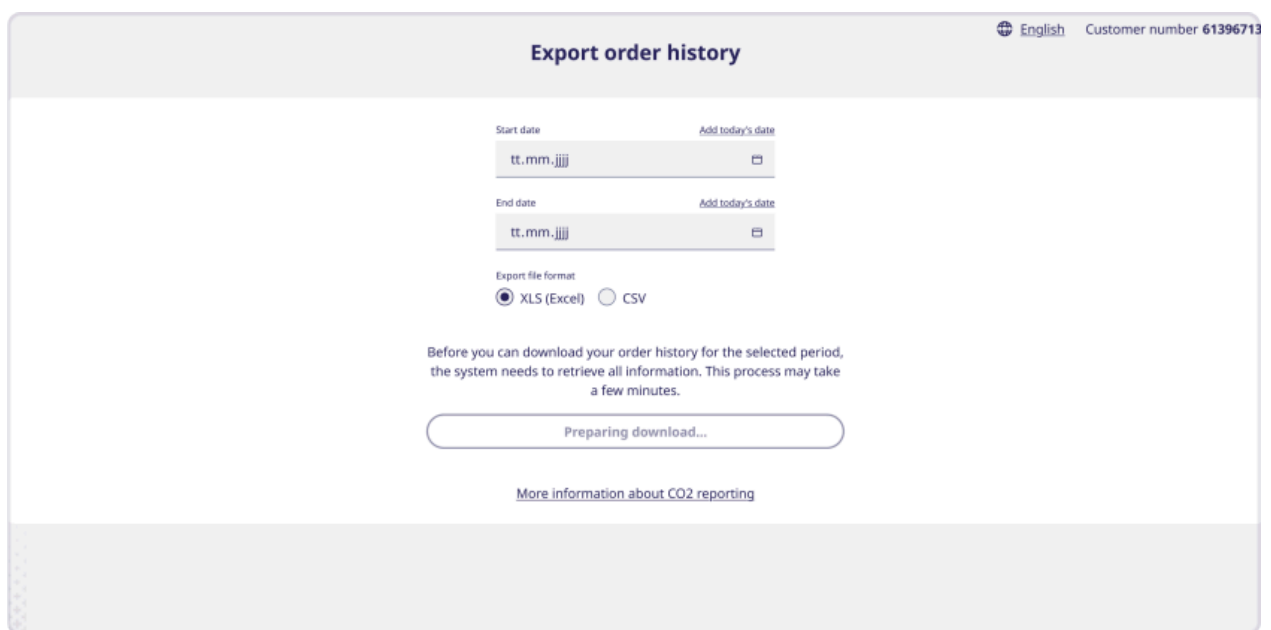 English Customer number 61396713
Export order history
Start date Add today's date
tt.mm.jjjj
End date Add today's date
tt.mm.jjjj
Export file format
XLS (Excel) CSV
Before you can download your order history for the selected period,
the system needs to retrieve all information. This process may take
a few minutes.
Preparing download...
More information about CO2 reporting